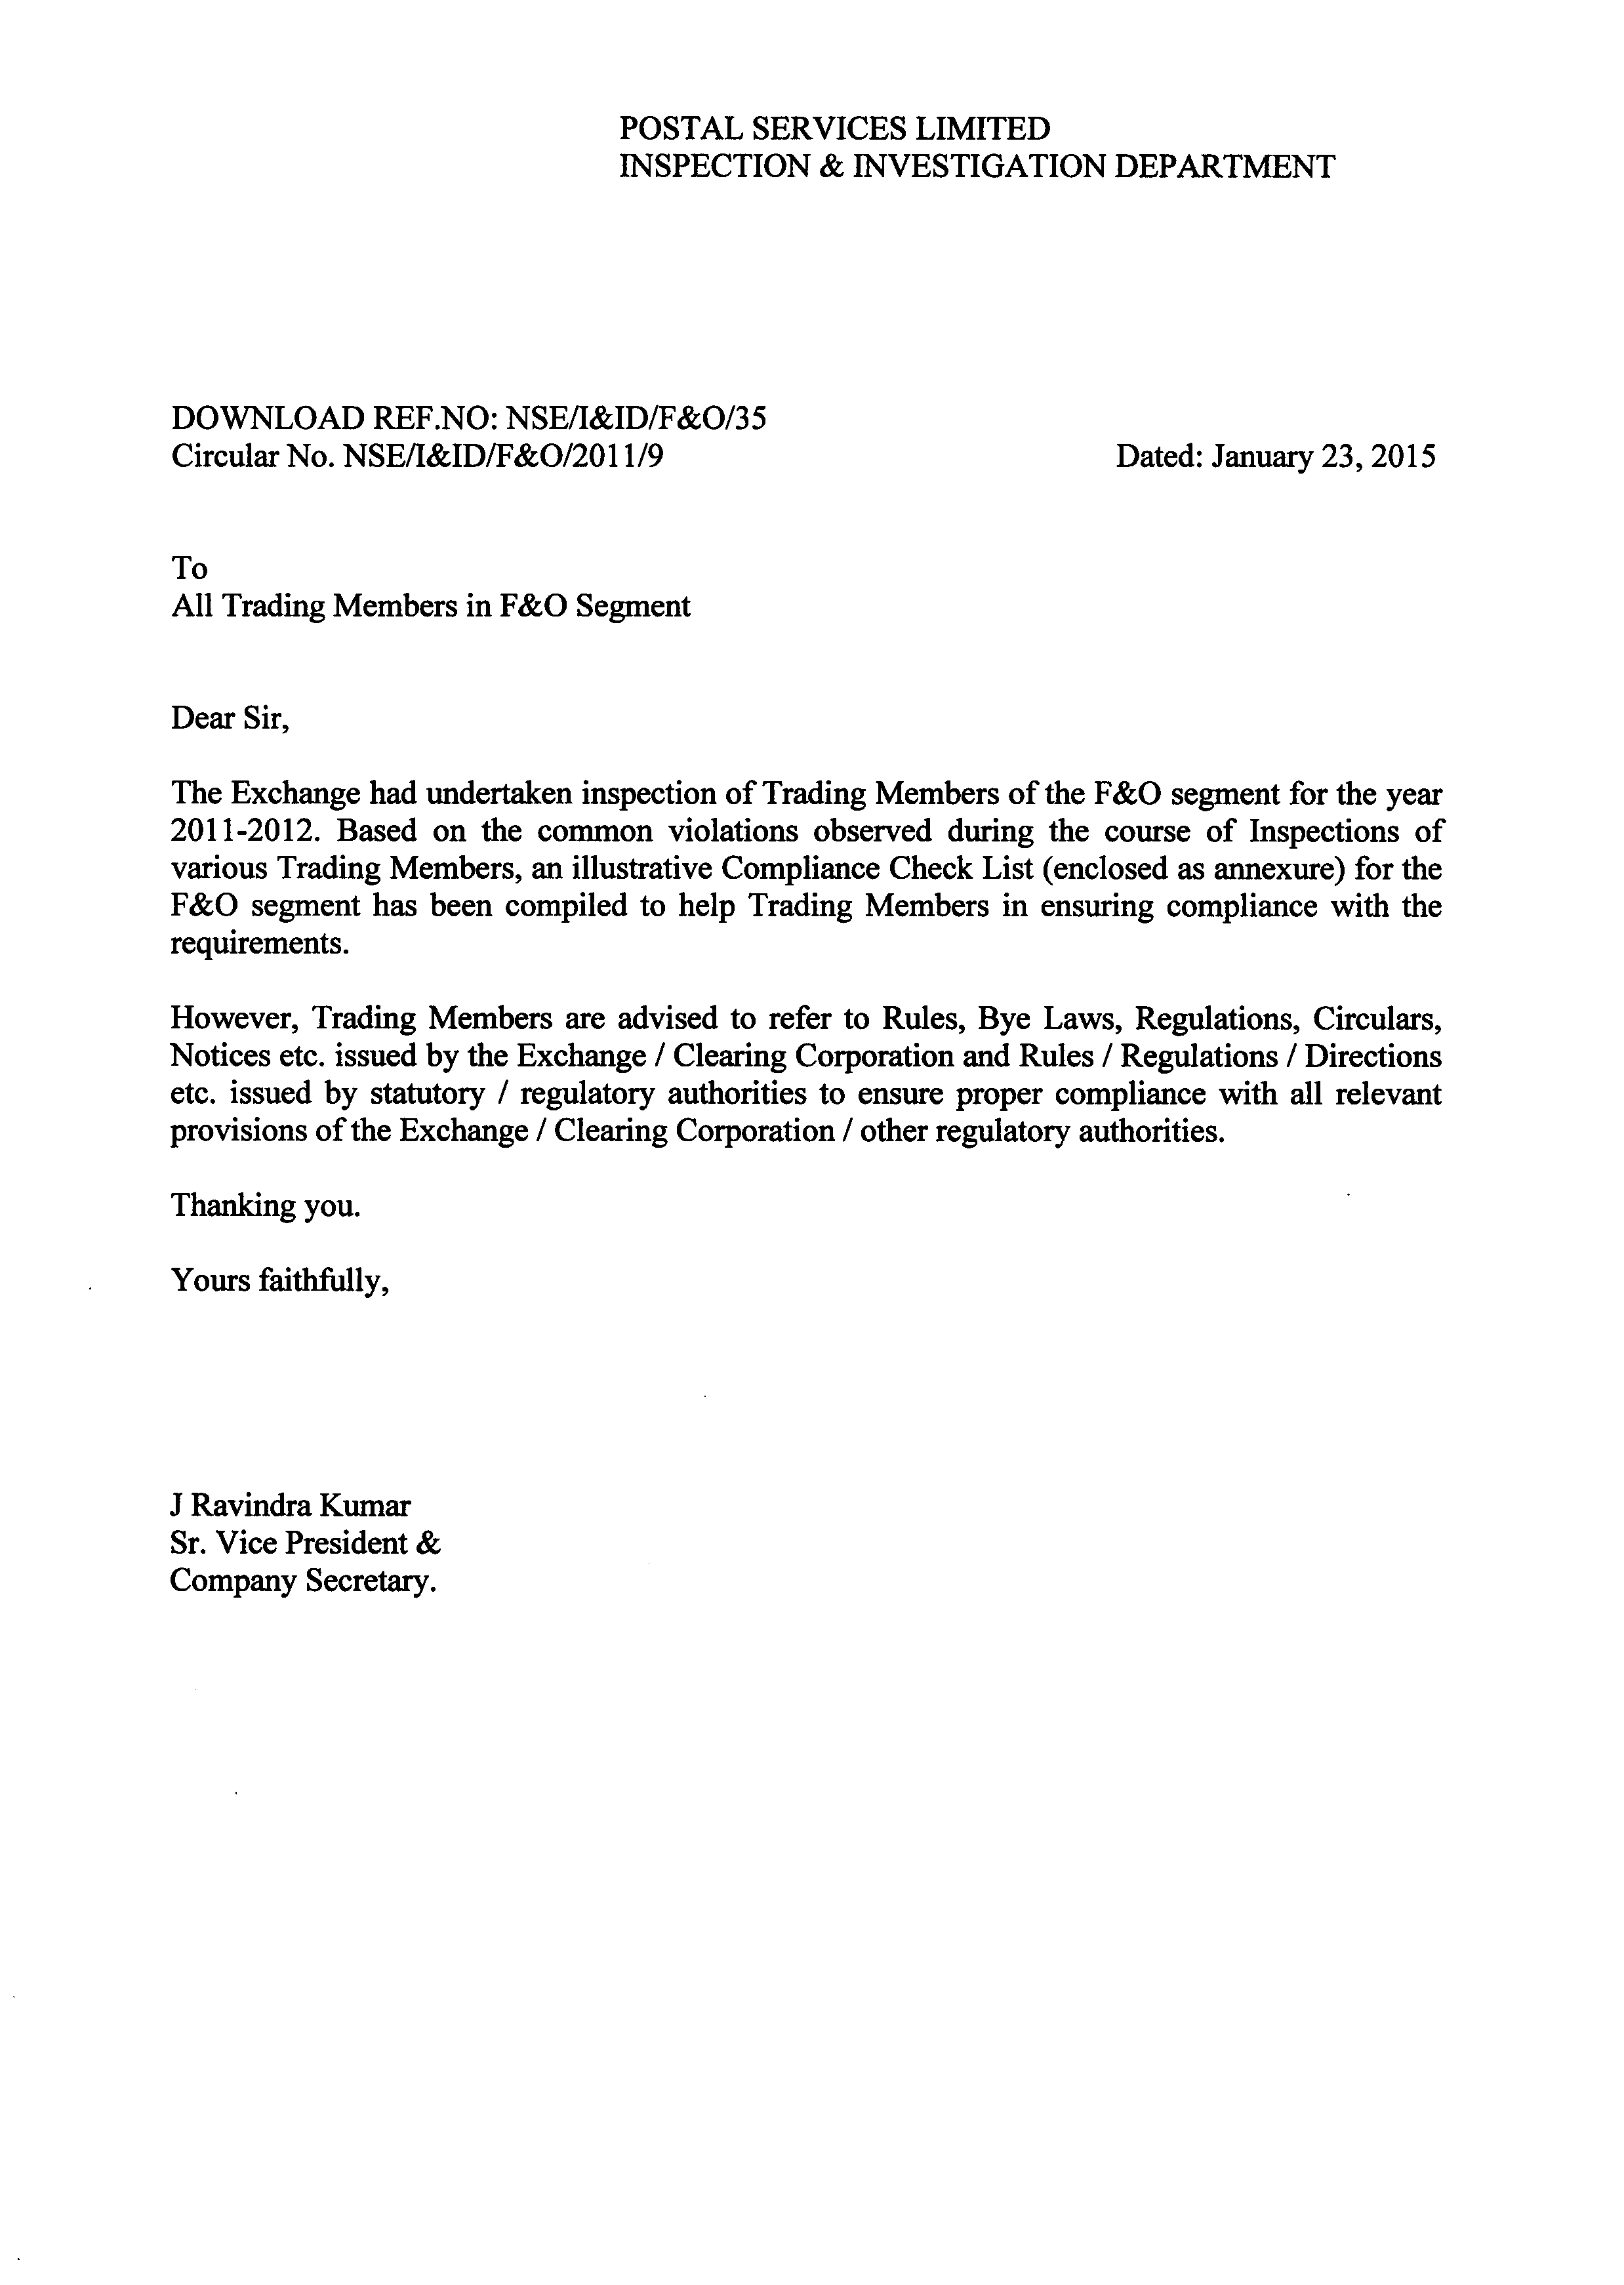 POSTAL SERVICES LIMITED
INSPECTION & INVESTIGATION DEPARTMENT
DOWNLOAD REF.NO: NSE/I&ID/F&O/35
Circular No. NSE/I&ID/F&O/2011/9 Dated: January 23, 2015
To
All Trading Members in F&O Segment
Dear Sir,
The Exchange had undertaken inspection of Trading Members of the F&O segment for the year
2011-2012. Based on the common violations observed during the course of Inspections of
various Trading Members, an illustrative Compliance Check List (enclosed as annexure) for the
F&O segment has been compiled to help Trading Members in ensuring compliance with the
requirements.
However, Trading Members are advised to refer to Rules, Bye Laws, Regulations, Circulars,
Notices etc. issued by the Exchange / Clearing Corporation and Rules / Regulations / Directions
etc. issued by statutory / regulatory authorities to ensure proper compliance with all relevant
provisions of the Exchange / Clearing Corporation / other regulatory authorities.
Thanking you.
Yours faithfully,
J Ravindra Kumar
Sr. Vice President &
Company Secretary.